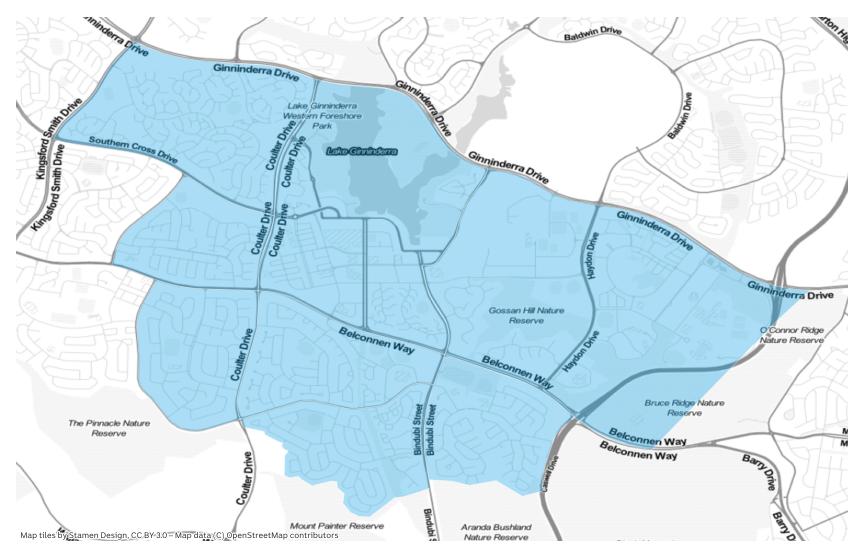 Ginninderra Drive
Baldwin Drive
Ginninderra Drive
Ginninderra Drive
Baldwin Drive
Kingsford Smith Drive
Kingsford Smith Drive
Lake Ginninderra
Western Foreshore
Park
Coulter Drive
Coulter Drive
Southern Cross Drive
Lake Ginninderra
Ginninderra Drive
Coulter Drive
Coulter Drive
Ginninderra Drive
Haydon Drive
Ginninderra Drive
Gossan Hill Nature
Reserve
O'Connor Ridge
Nature Reserve
Belconnen Way
Coulter Drive
Haydon Drive
Belconnen Way
Bruce Ridge Nature
Reserve
The Pinnacle Nature
Reserve
Bindubi Street
Bindubi Street
Belconnen Way
Belconnen Way
Coulter Drive
Caswell Drive
Barry Drive
Mount Painter Reserve
Aranda Bushland
Nature Reserve
Bindubi S
Barry D
Map tiles by Stamen Design, CC BY 3.0 -- Map data (C) OpenStreetMap contributors